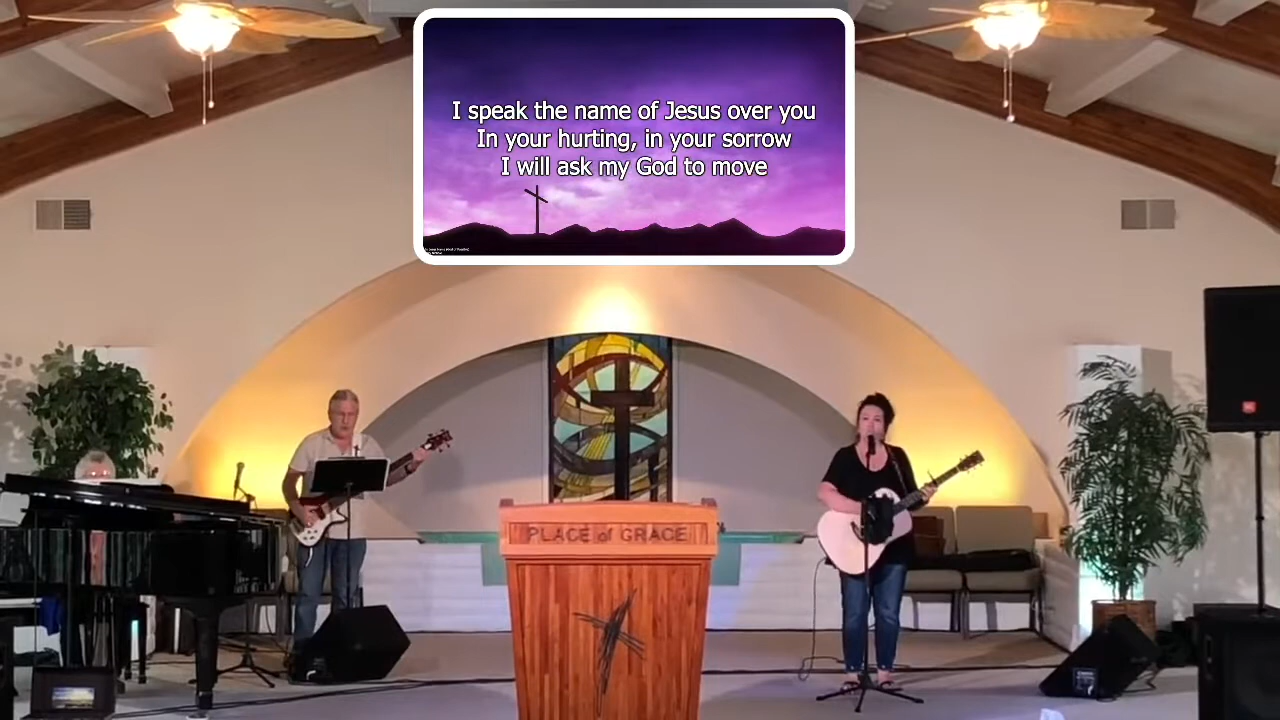 I speak the name of Jesus over you
In your hurting, in your sorrow
I will ask my God to move
PLACE of GRACE